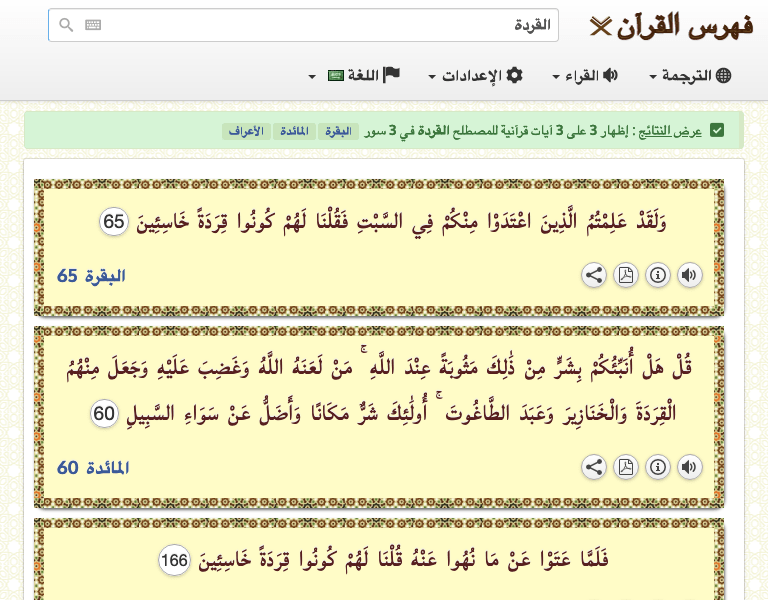 فهرس القرآن
القردة
الترجمة
القراء
الإعدادات
اللغة
عرض النتائج : إظهار 3 على 3 آيات قرآنية للمصطلح القردة في 3 سور البقرة المائدة الأعراف
وَلَقَدْ عَلِمْتُمُ الَّذِينَ اعْتَدَوْا مِنْكُمْ فِي السَّبْتِ فَقُلْنَا لَهُمْ كُونُوا قِرَدَةً خَاسِئِينَ 65
البقرة 65
قُلْ هَلْ أُنَبِّئُكُمْ بِشَرٍّ مِنْ ذَٰلِكَ مَثُوبَةً عِنْدَ اللَّهِ ۚ مَنْ لَعَنَهُ اللَّهُ وَغَضِبَ عَلَيْهِ وَجَعَلَ مِنْهُمُ
الْقِرَدَةَ وَالْخَنَازِيرَ وَعَبَدَ الطَّاغُوتَ ۚ أُولَٰئِكَ شَرٌّ مَكَانًا وَأَضَلُّ عَنْ سَوَاءِ السَّبِيلِ 60
المائدة 60
فَلَمَّا عَتَوْا عَنْ مَا نُهُوا عَنْهُ قُلْنَا لَهُمْ كُونُوا قِرَدَةً خَاسِئِينَ 166